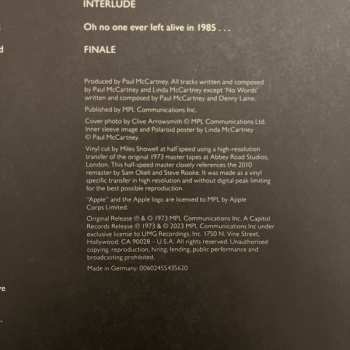 INTERLUDE
Oh no one ever left alive in 1985 . . .
FINALE
Produced by Paul McCartney. All tracks written and composed
by Paul McCartney and Linda McCartney except 'No Words'
written and composed by Paul McCartney and Denny Laine.
Published by MPL Communications Inc.
Cover photo by Clive Arrowsmith © MPL Communications Ltd.
Inner sleeve image and Polaroid poster by Linda McCartney
© Paul McCartney.
Vinyl cut by Miles Showell at half speed using a high-resolution
transfer of the original 1973 master tapes at Abbey Road Studios,
London. This half-speed master closely references the 2010
remaster by Sam Okell and Steve Rooke. It was made as a vinyl
specific transfer in high resolution and without digital peak limiting
for the best possible reproduction.
"Apple" and the Apple logo are licensed to MPL by Apple
Corps Limited.
Original Release ℗ & © 1973 MPL Communications Inc. A Capitol
Records Release ℗ 1973 & © 2023 MPL Communications Inc under
exclusive license to UMG Recordings, Inc. 1750 N. Vine Street,
Hollywood, CA 90028 - U.S.A. All rights reserved. Unauthorised
copying, reproduction, hiring, lending, public performance and
broadcasting prohibited.
Made in Germany: 00602455435620